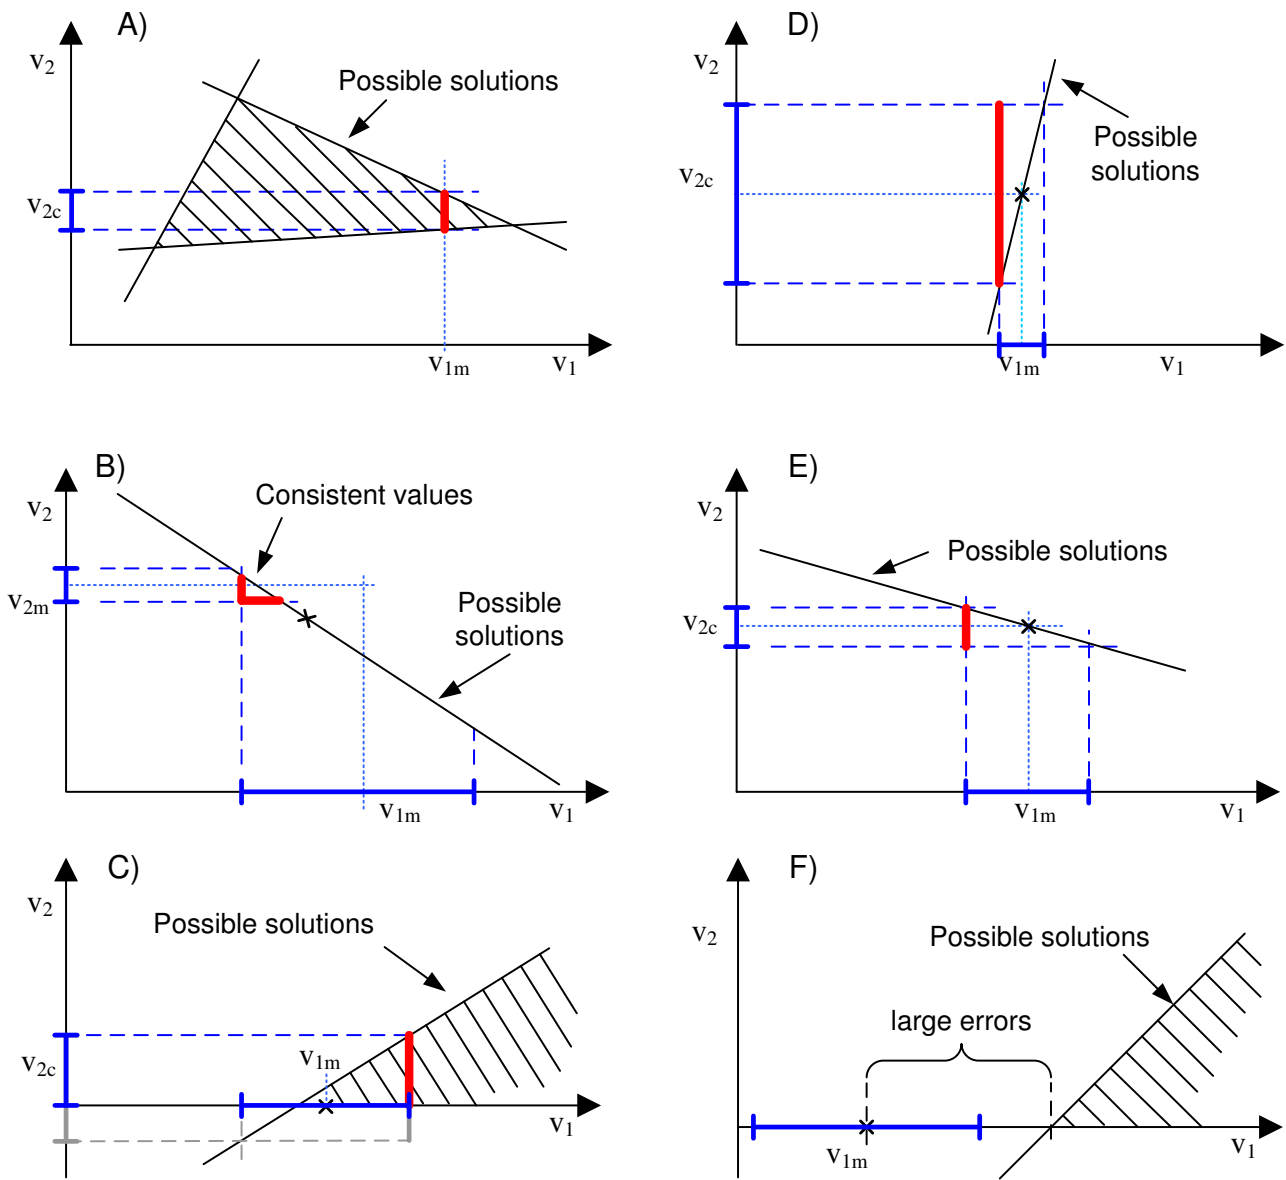 A)
v2
Possible solutions
v2c
v1m
v1
D)
v2
Possible
solutions
v2c
v1m
v1
B)
v2
Consistent values
v2m
Possible
solutions
v1m
v1
E)
v2
Possible solutions
v2c
v1m
v1
C)
v2
Possible solutions
v1m
v2c
v1
F)
v2
Possible solutions
large errors
v1m
v1